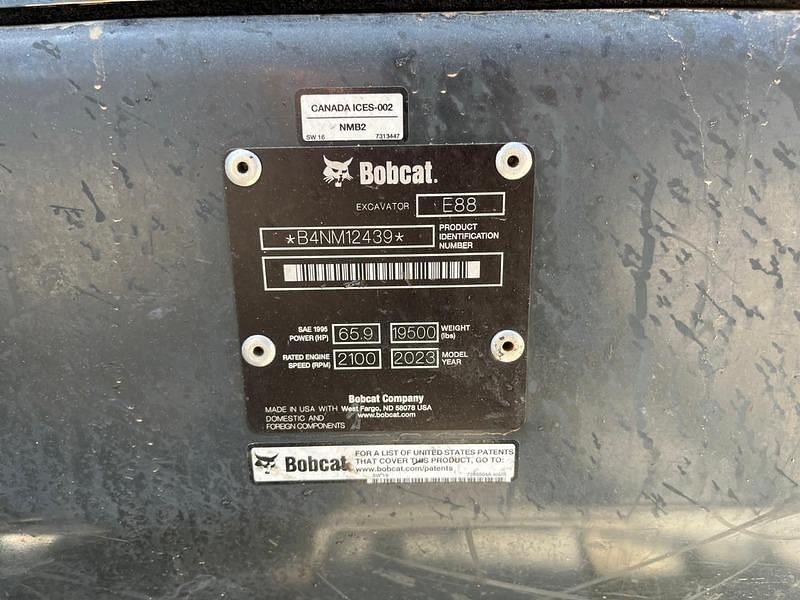 CANADA ICES-002
NMB2
SW 16 7313447
Bobcat.
EXCAVATOR E88
*B4NM12439* PRODUCT IDENTIFICATION NUMBER
SAE 1995 POWER (HP) 65.9 19500 WEIGHT (lbs)
RATED ENGINE SPEED (RPM) 2100 2023 MODEL YEAR
Bobcat Company
West Fargo, ND 58078 USA
www.bobcat.com
MADE IN USA WITH
DOMESTIC AND
FOREIGN COMPONENTS
Bobcat
FOR A LIST OF UNITED STATES PATENTS
THAT COVER THIS PRODUCT, GO TO:
www.bobcat.com/patents